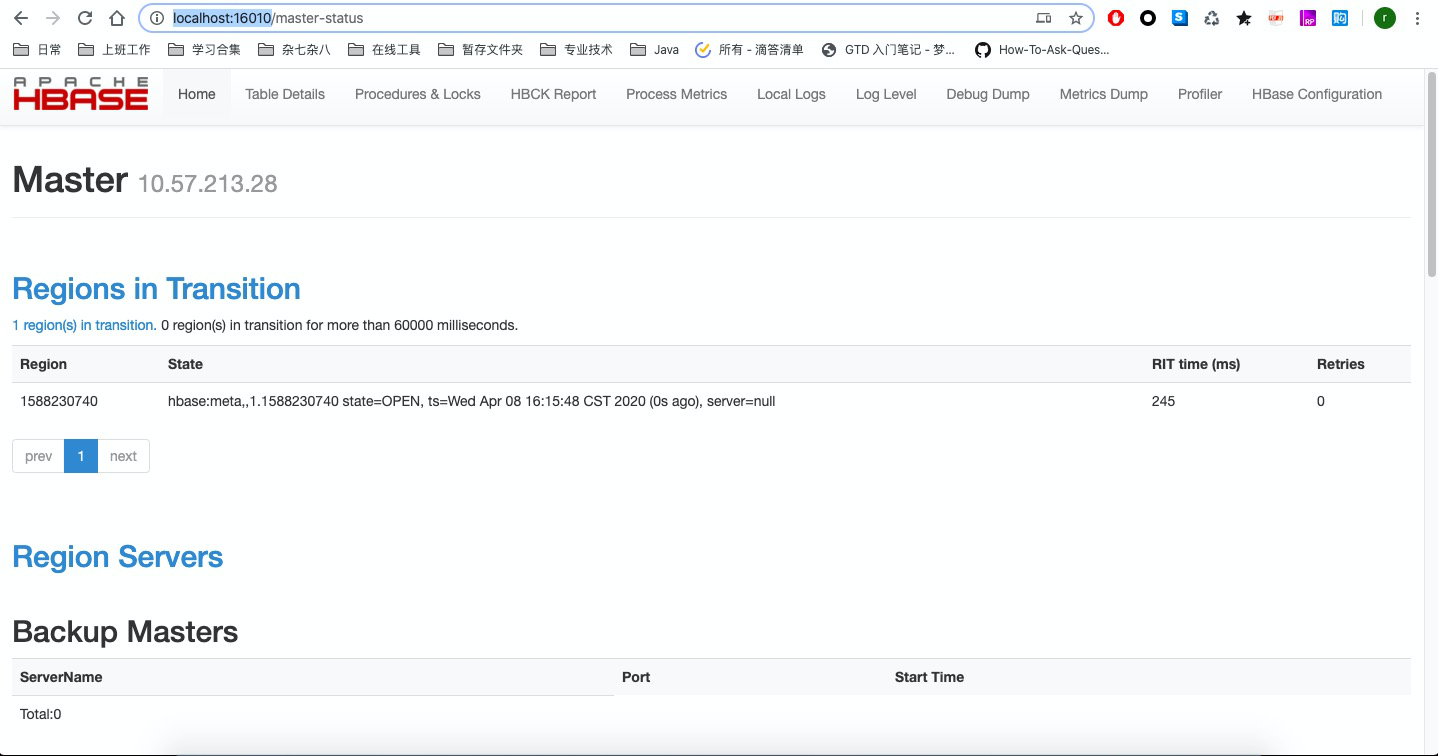 localhost:16010/master-status
日常 上班工作 学习合集 杂七杂八 在线工具 暂存文件夹 专业技术 Java 所有 - 滴答清单 GTD 入门笔记 - 梦... How-To-Ask-Ques...
APACHE
HBASE
Home Table Details Procedures & Locks HBCK Report Process Metrics Local Logs Log Level Debug Dump Metrics Dump Profiler HBase Configuration
Master 10.57.213.28
Regions in Transition
1 region(s) in transition. 0 region(s) in transition for more than 60000 milliseconds.
Region State RIT time (ms) Retries
1588230740 hbase:meta,,1.1588230740 state=OPEN, ts=Wed Apr 08 16:15:48 CST 2020 (0s ago), server=null 245 0
prev 1 next
Region Servers
Backup Masters
ServerName Port Start Time
Total:0